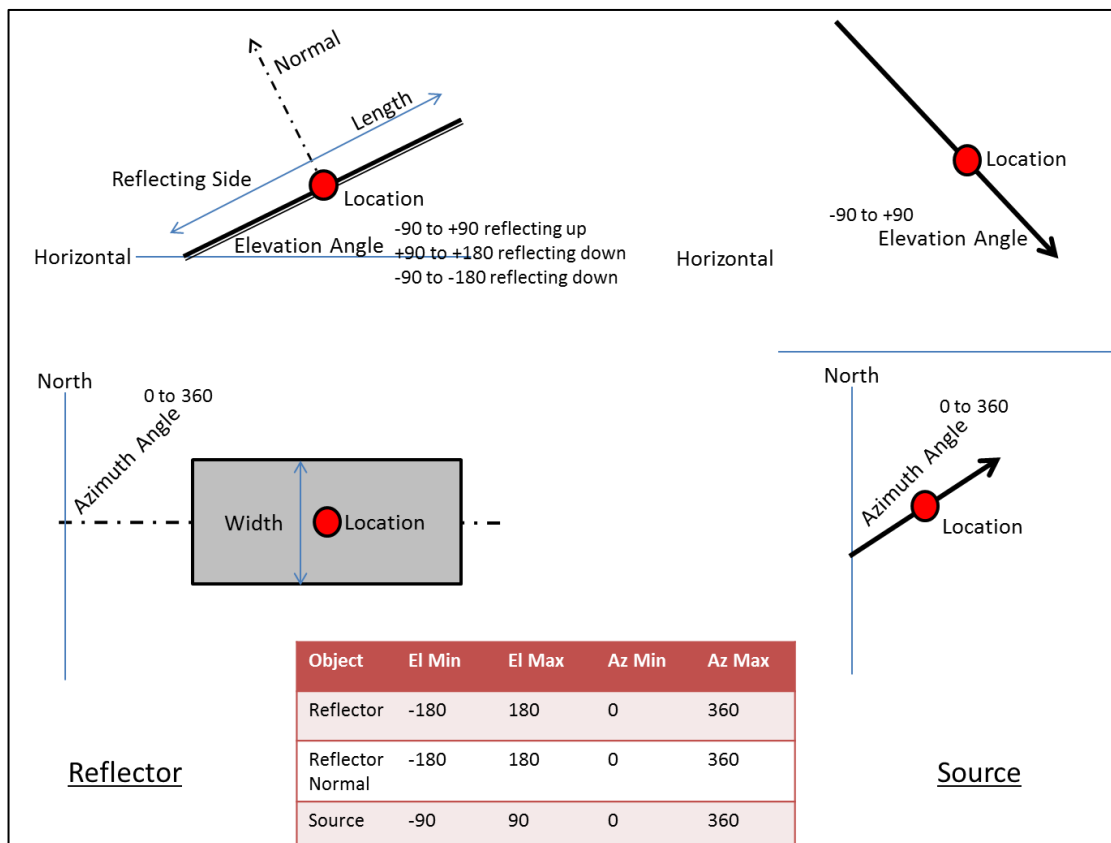 Normal
Length
Reflecting Side
Location
Elevation Angle
-90 to +90 reflecting up
+90 to +180 reflecting down
-90 to -180 reflecting down
Horizontal
Location
-90 to +90
Elevation Angle
Horizontal
North
0 to 360
Azimuth Angle
Width
Location
North
0 to 360
Azimuth Angle
Location
Object El Min El Max Az Min Az Max
Reflector -180 180 0 360
Reflector Normal -180 180 0 360
Source -90 90 0 360
Reflector
Source